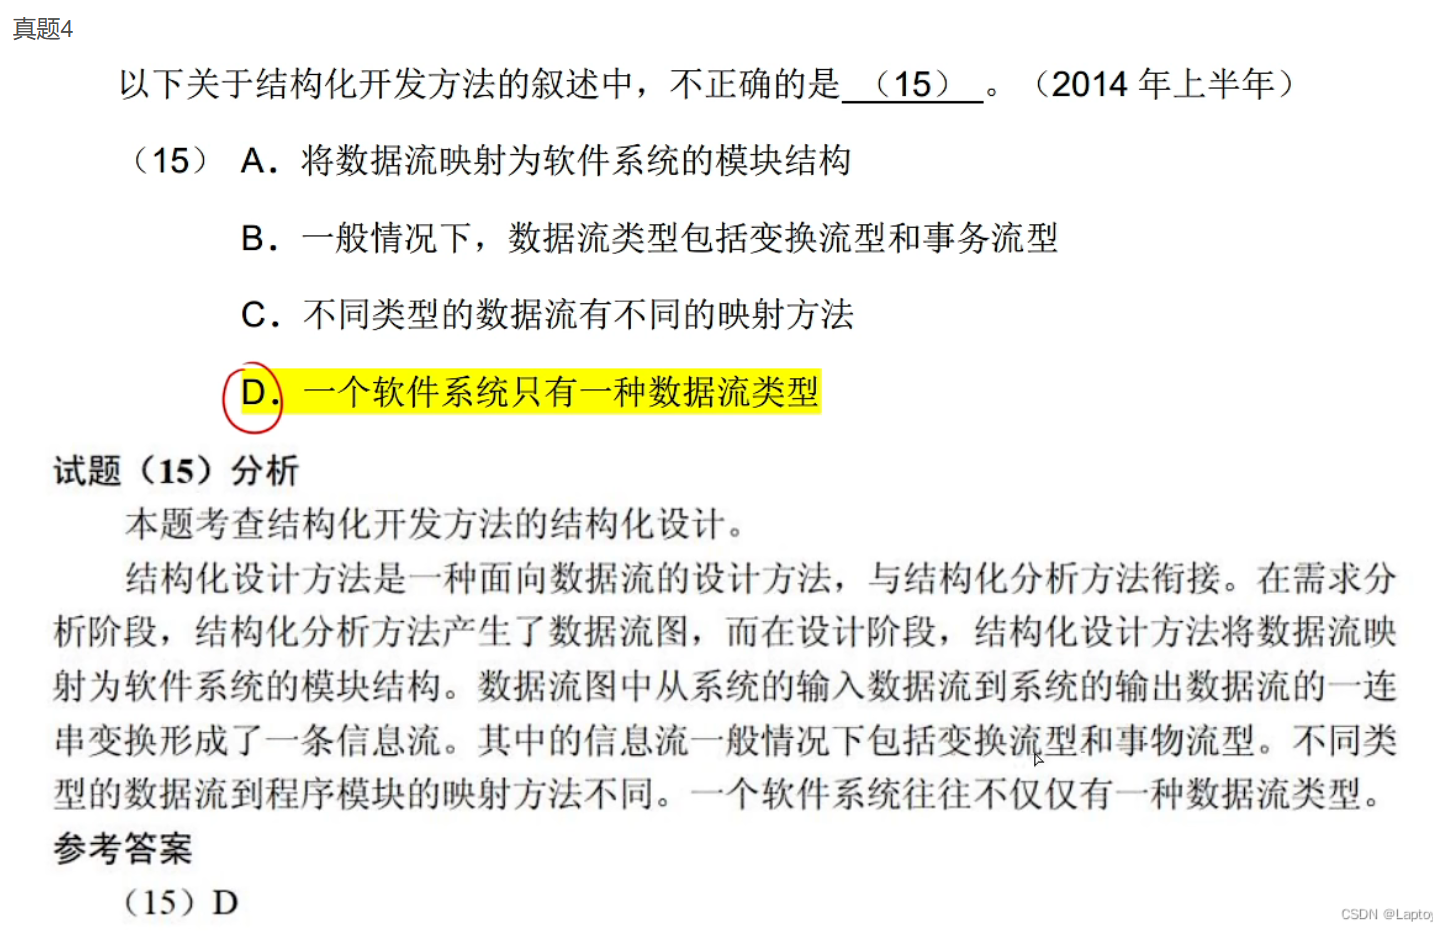 真题4
以下关于结构化开发方法的叙述中，不正确的是 （15） 。（2014 年上半年）
（15） A．将数据流映射为软件系统的模块结构
B．一般情况下，数据流类型包括变换流型和事务流型
C．不同类型的数据流有不同的映射方法
D．一个软件系统只有一种数据流类型
试题（15）分析
本题考查结构化开发方法的结构化设计。
结构化设计方法是一种面向数据流的设计方法，与结构化分析方法衔接。在需求分
析阶段，结构化分析方法产生了数据流图，而在设计阶段，结构化设计方法将数据流映
射为软件系统的模块结构。数据流图中从系统的输入数据流到系统的输出数据流的一连
串变换形成了一条信息流。其中的信息流一般情况下包括变换流型和事物流型。不同类
型的数据流到程序模块的映射方法不同。一个软件系统往往不仅仅有一种数据流类型。
参考答案
（15）D
CSDN @Laptoy